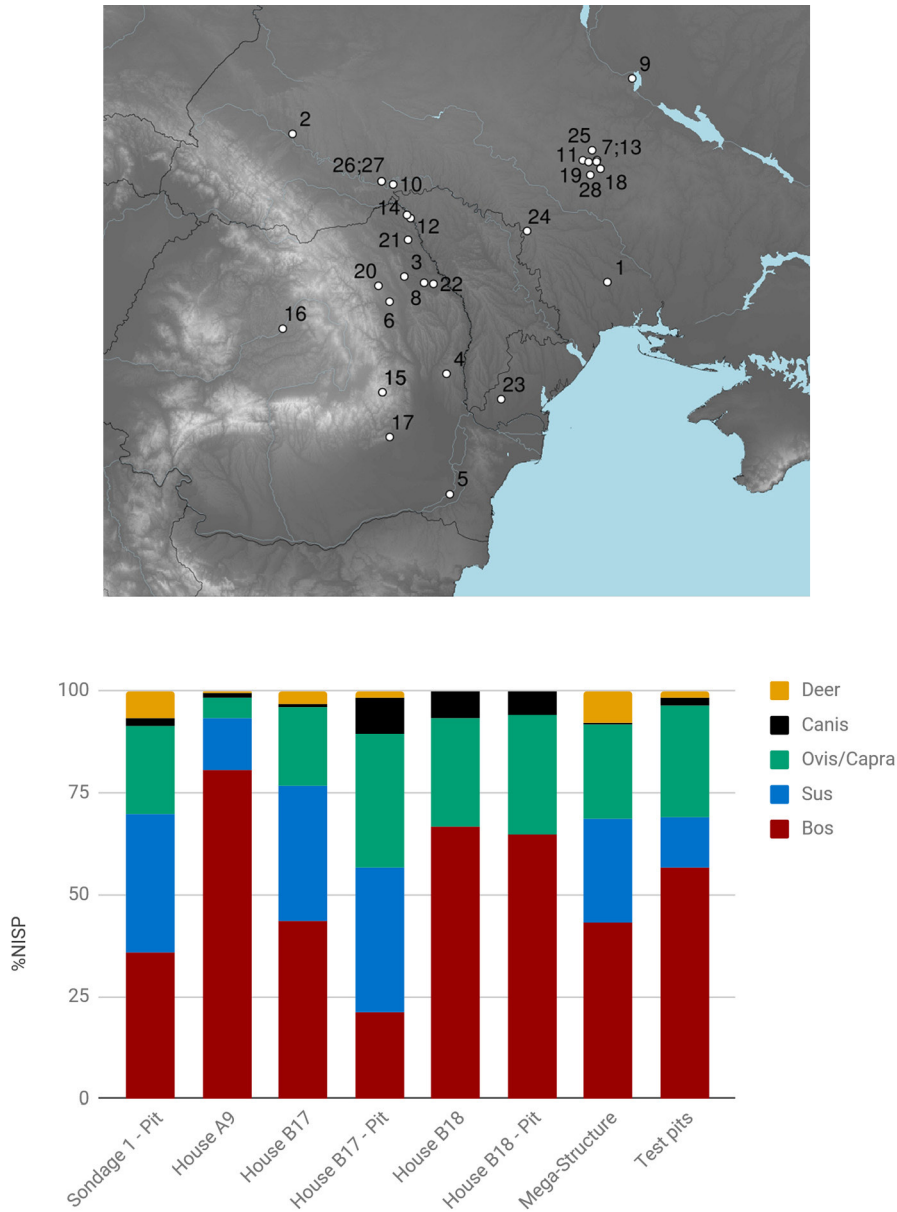 9
2
25
7;13
11
26;27
10
19
18
28
14
12
24
21
3
1
20
22
8
6
16
4
15
23
17
5
100
75
50
25
0
%NISP
Deer
Canis
Ovis/Capra
Sus
Bos
Sondage 1 - Pit
House A9
House B17
House B17 - Pit
House B18
House B18 - Pit
Mega-Structure
Test pits